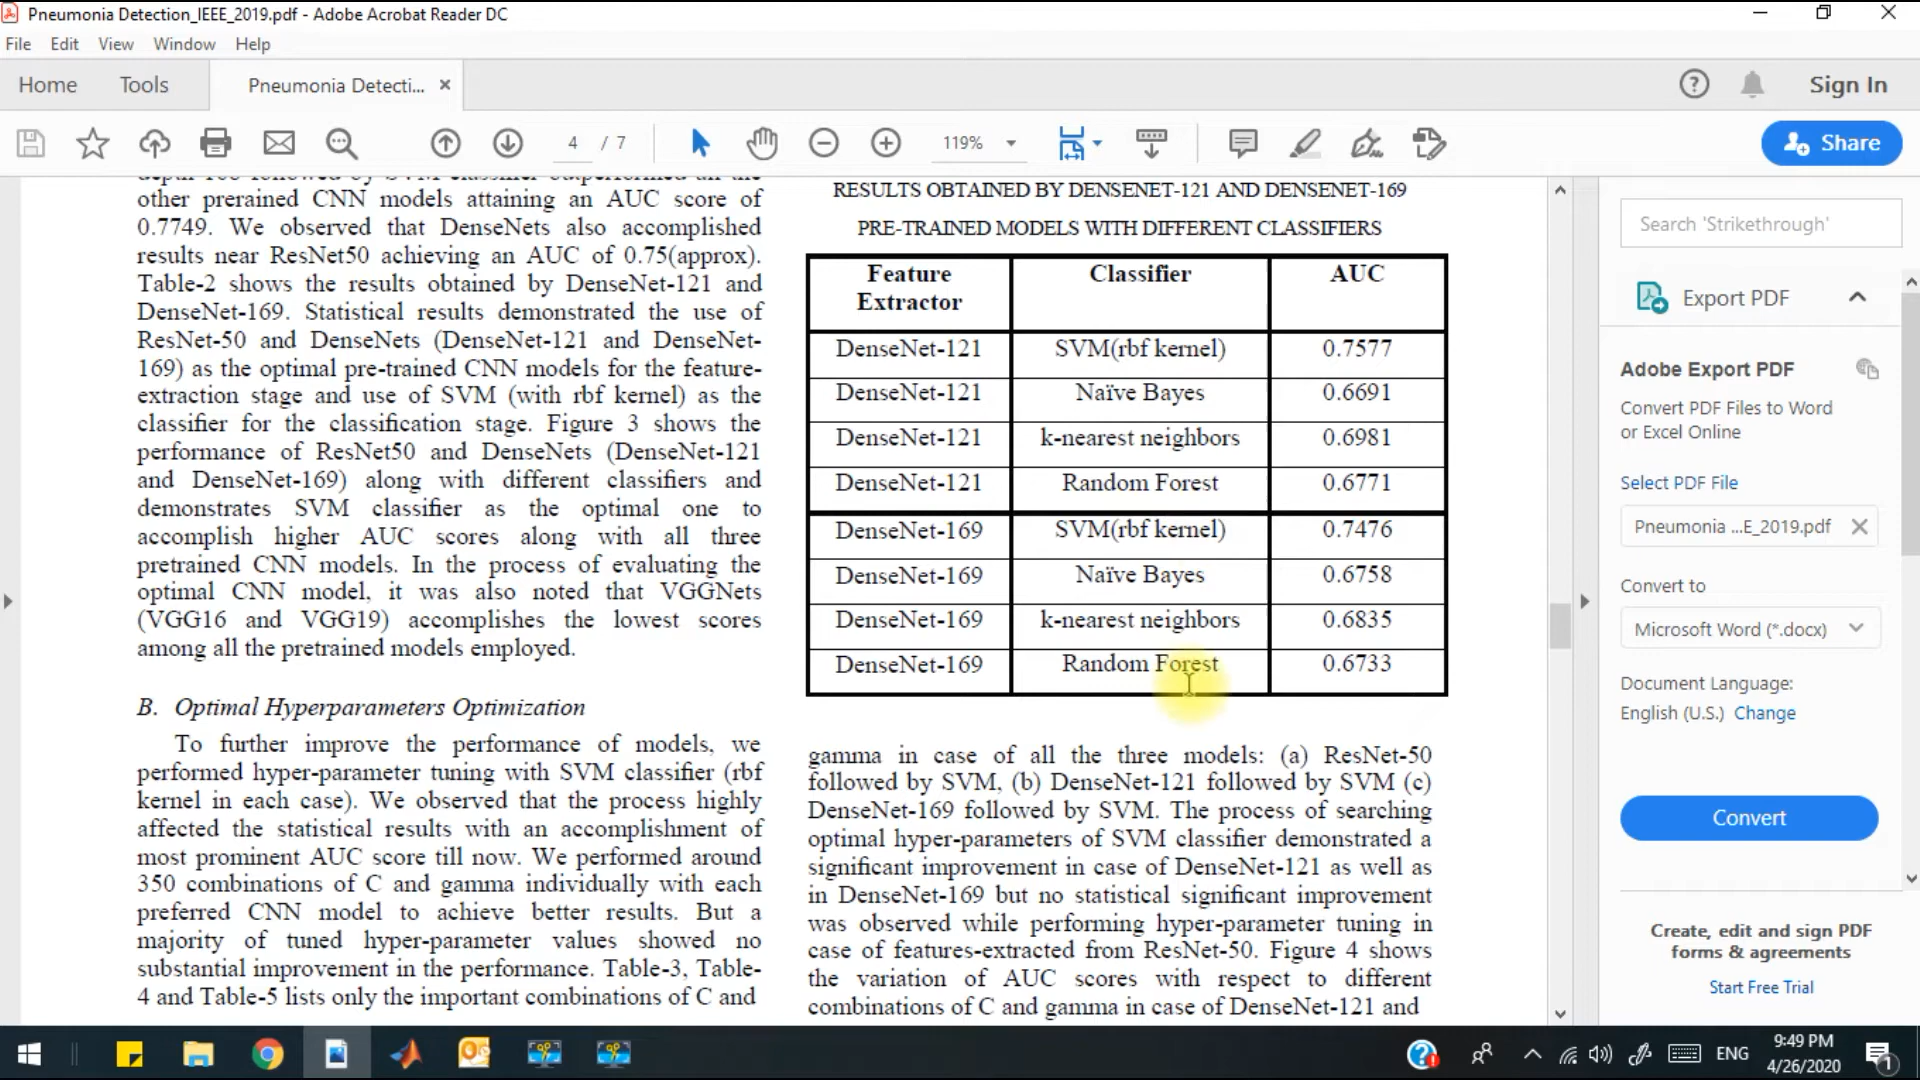 Pneumonia Detection_IEEE_2019.pdf - Adobe Acrobat Reader DC
File Edit View Window Help
Home Tools Pneumonia Detecti... Sign In
4 / 7 119% Share
other prerained CNN models attaining an AUC score of
0.7749. We observed that DenseNets also accomplished
results near ResNet50 achieving an AUC of 0.75(approx).
Table-2 shows the results obtained by DenseNet-121 and
DenseNet-169. Statistical results demonstrated the use of
ResNet-50 and DenseNets (DenseNet-121 and DenseNet-
169) as the optimal pre-trained CNN models for the feature-
extraction stage and use of SVM (with rbf kernel) as the
classifier for the classification stage. Figure 3 shows the
performance of ResNet50 and DenseNets (DenseNet-121
and DenseNet-169) along with different classifiers and
demonstrates SVM classifier as the optimal one to
accomplish higher AUC scores along with all three
pretrained CNN models. In the process of evaluating the
optimal CNN model, it was also noted that VGGNets
(VGG16 and VGG19) accomplishes the lowest scores
among all the pretrained models employed.
B. Optimal Hyperparameters Optimization
To further improve the performance of models, we
performed hyper-parameter tuning with SVM classifier (rbf
kernel in each case). We observed that the process highly
affected the statistical results with an accomplishment of
most prominent AUC score till now. We performed around
350 combinations of C and gamma individually with each
preferred CNN model to achieve better results. But a
majority of tuned hyper-parameter values showed no
substantial improvement in the performance. Table-3, Table-
4 and Table-5 lists only the important combinations of C and
RESULTS OBTAINED BY DENSENET-121 AND DENSENET-169
PRE-TRAINED MODELS WITH DIFFERENT CLASSIFIERS
Feature Extractor Classifier AUC
DenseNet-121 SVM(rbf kernel) 0.7577
DenseNet-121 Naïve Bayes 0.6691
DenseNet-121 k-nearest neighbors 0.6981
DenseNet-121 Random Forest 0.6771
DenseNet-169 SVM(rbf kernel) 0.7476
DenseNet-169 Naïve Bayes 0.6758
DenseNet-169 k-nearest neighbors 0.6835
DenseNet-169 Random Forest 0.6733
gamma in case of all the three models: (a) ResNet-50
followed by SVM, (b) DenseNet-121 followed by SVM (c)
DenseNet-169 followed by SVM. The process of searching
optimal hyper-parameters of SVM classifier demonstrated a
significant improvement in case of DenseNet-121 as well as
in DenseNet-169 but no statistical significant improvement
was observed while performing hyper-parameter tuning in
case of features-extracted from ResNet-50. Figure 4 shows
the variation of AUC scores with respect to different
combinations of C and gamma in case of DenseNet-121 and
Search 'Strikethrough'
Export PDF
Adobe Export PDF
Convert PDF Files to Word
or Excel Online
Select PDF File
Pneumonia ...E_2019.pdf
Convert to
Microsoft Word (*.docx)
Document Language:
English (U.S.) Change
Convert
Create, edit and sign PDF
forms & agreements
Start Free Trial
ENG
9:49 PM
4/26/2020
1